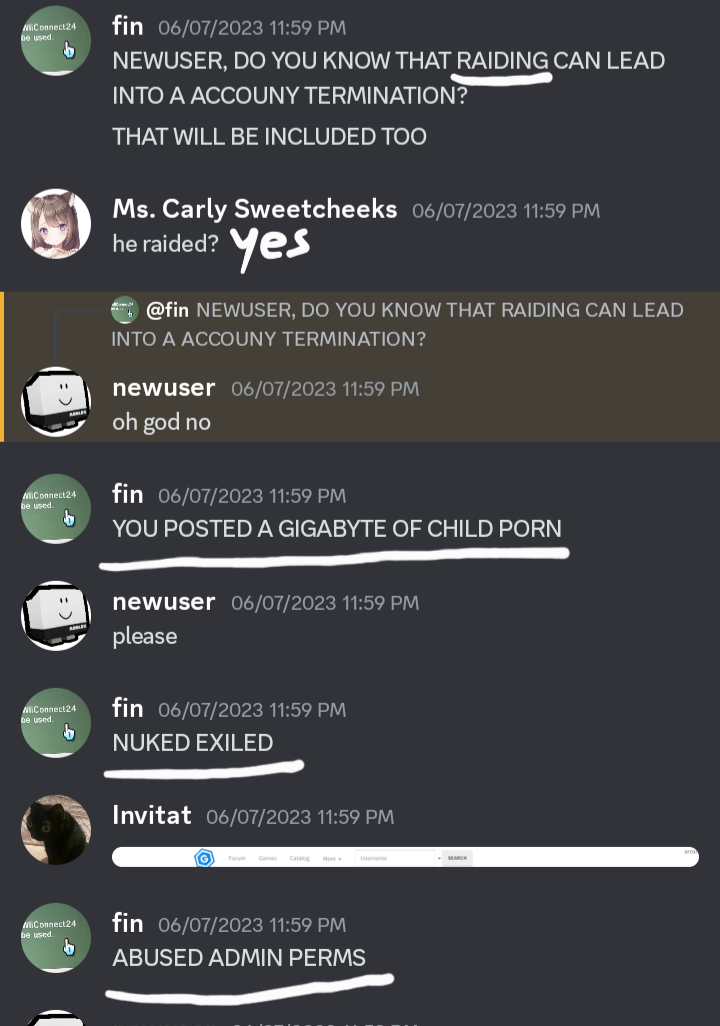 WiiConnect24
be used.
fin 06/07/2023 11:59 PM
NEWUSER, DO YOU KNOW THAT RAIDING CAN LEAD
INTO A ACCOUNY TERMINATION?
THAT WILL BE INCLUDED TOO
Ms. Carly Sweetcheeks 06/07/2023 11:59 PM
he raided? yes
@fin NEWUSER, DO YOU KNOW THAT RAIDING CAN LEAD
INTO A ACCOUNY TERMINATION?
newuser 06/07/2023 11:59 PM
ROBLOX
oh god no
WiiConnect24
be used.
fin 06/07/2023 11:59 PM
YOU POSTED A GIGABYTE OF CHILD PORN
newuser 06/07/2023 11:59 PM
ROBLOX
please
WiiConnect24
be used.
fin 06/07/2023 11:59 PM
NUKED EXILED
Invitat 06/07/2023 11:59 PM
G Forum Games Catalog More Username SEARCH
WiiConnect24
be used.
fin 06/07/2023 11:59 PM
ABUSED ADMIN PERMS